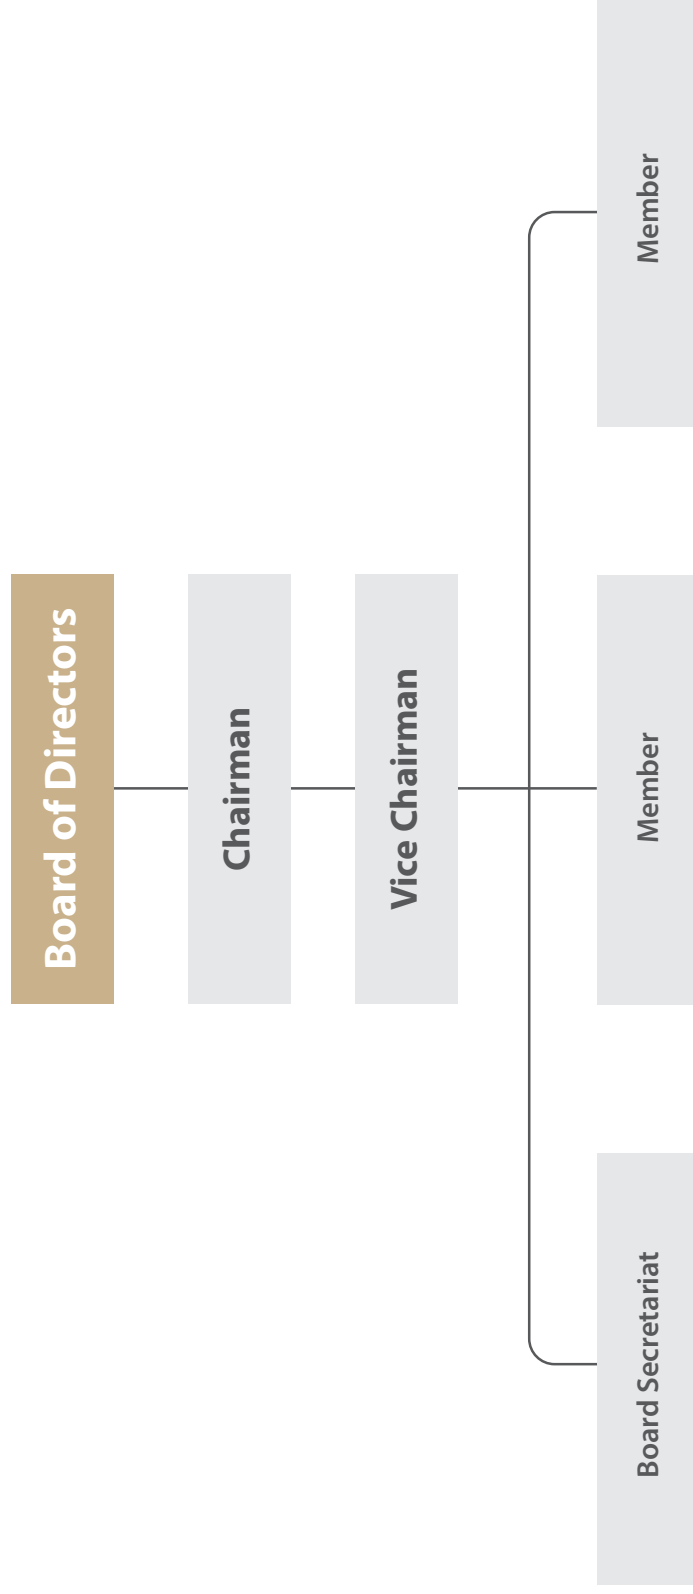 Board of Directors
Chairman
Vice Chairman
Board Secretariat
Member
Member